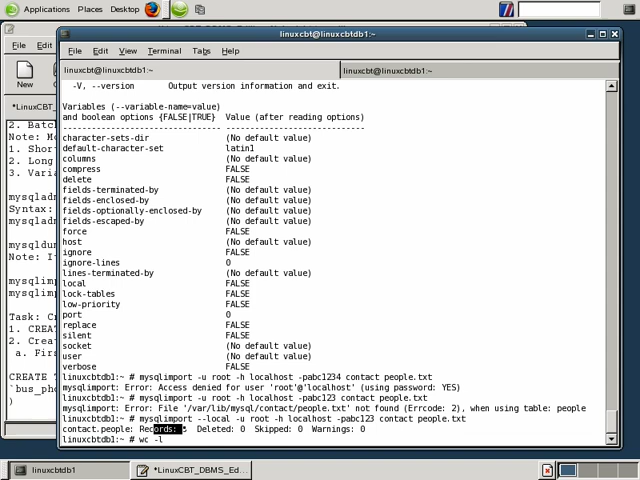 Applications Places Desktop
linuxcbt@linuxcbtdb1:~
File Edit View Terminal Tabs Help
linuxcbt@linuxcbtdb1:~ linuxcbt@linuxcbtdb1:~
File Ed
New
*LinuxCBT_
2. Batc
Note: Mo
1. Shor
2. Long
3. Varia
mysqladm
Syntax:
mysqladm
mysqldum
Note: It
mysqlimp
mysqlimp
Task: Cr
1. CREAT
2. Creat
a. Firs
CREATE T
`bus_pho
)
-V, --version Output version information and exit.
Variables (--variable-name=value)
and boolean options {FALSE|TRUE} Value (after reading options)
--------------------------------- -----------------------------
character-sets-dir (No default value)
default-character-set latin1
columns (No default value)
compress FALSE
delete FALSE
fields-terminated-by (No default value)
fields-enclosed-by (No default value)
fields-optionally-enclosed-by (No default value)
fields-escaped-by (No default value)
force FALSE
host (No default value)
ignore FALSE
ignore-lines 0
lines-terminated-by (No default value)
local FALSE
lock-tables FALSE
low-priority FALSE
port 0
replace FALSE
silent FALSE
socket (No default value)
user (No default value)
verbose FALSE
linuxcbtdb1:~ # mysqlimport -u root -h localhost -pabc1234 contact people.txt
mysqlimport: Error: Access denied for user 'root'@'localhost' (using password: YES)
linuxcbtdb1:~ # mysqlimport -u root -h localhost -pabc123 contact people.txt
mysqlimport: Error: File '/var/lib/mysql/contact/people.txt' not found (Errcode: 2), when using table: people
linuxcbtdb1:~ # mysqlimport --local -u root -h localhost -pabc123 contact people.txt
contact.people: Records: Deleted: 0 Skipped: 0 Warnings: 0
linuxcbtdb1:~ # wc -l
linuxcbtdb1 *LinuxCBT_DBMS_Ed...